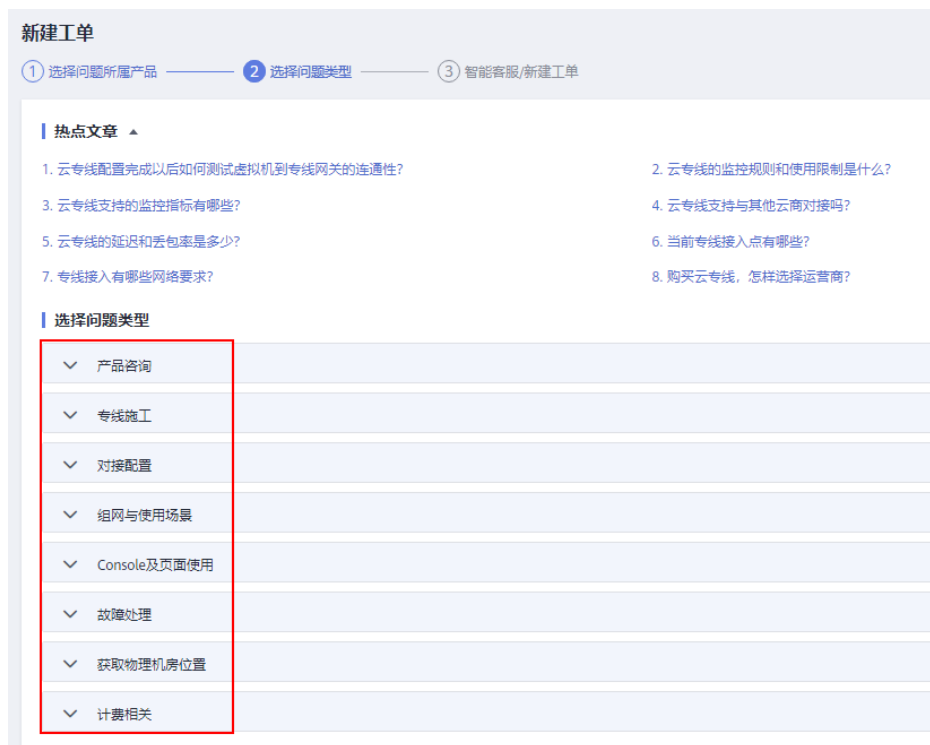 新建工单
1 选择问题所属产品 2 选择问题类型 3 智能客服/新建工单
热点文章
1. 云专线配置完成以后如何测试虚拟机到专线网关的连通性?
2. 云专线的监控规则和使用限制是什么?
3. 云专线支持的监控指标有哪些?
4. 云专线支持与其他云商对接吗?
5. 云专线的延迟和丢包率是多少?
6. 当前专线接入点有哪些?
7. 专线接入有哪些网络要求?
8. 购买云专线，怎样选择运营商?
选择问题类型
产品咨询
专线施工
对接配置
组网与使用场景
Console及页面使用
故障处理
获取物理机房位置
计费相关